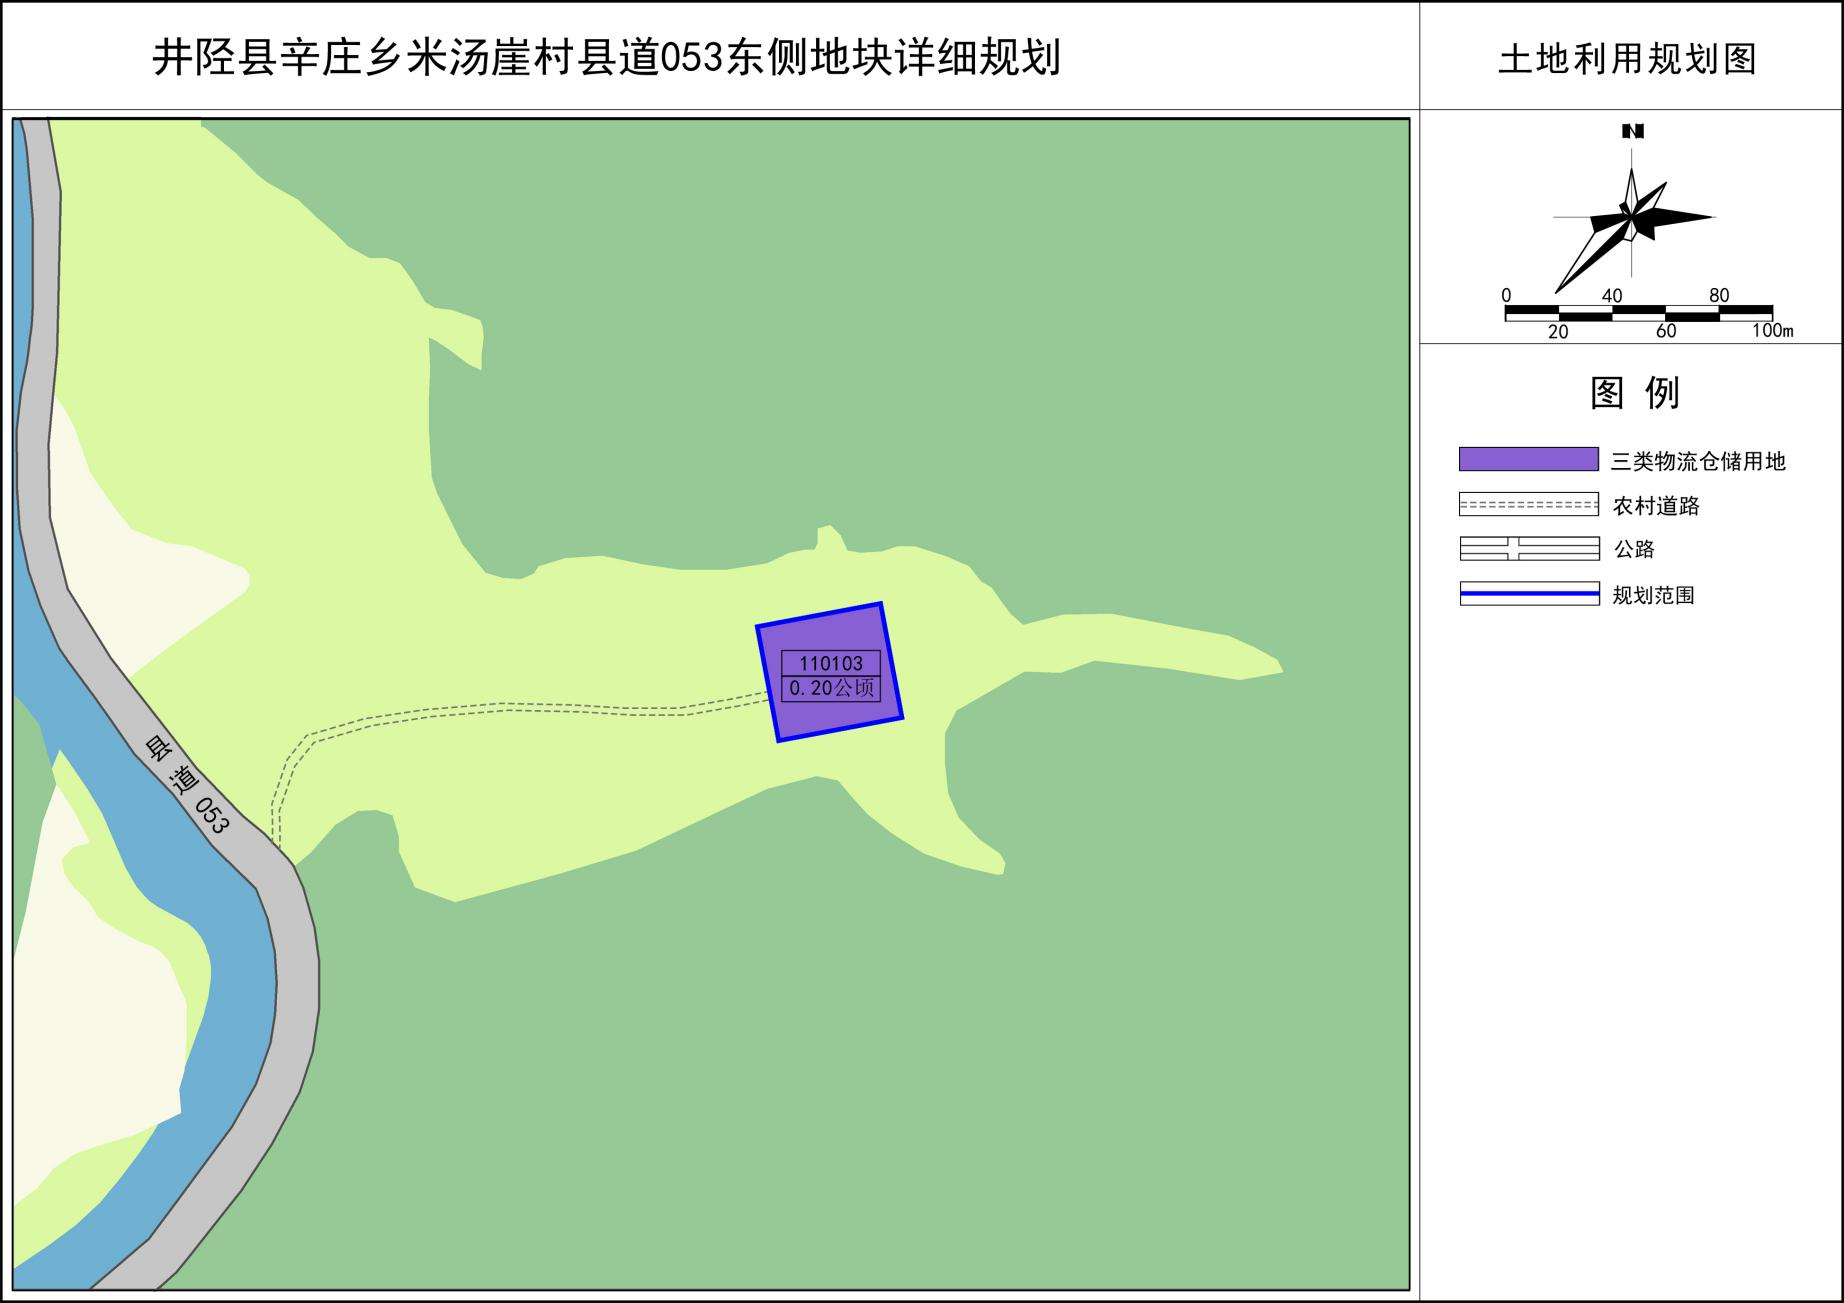 井陉县辛庄乡米汤崖村县道053东侧地块详细规划
土地利用规划图
N
0 40 80
20 60 100m
图 例
三类物流仓储用地
农村道路
公路
规划范围
110103
0.20公顷
县道 053